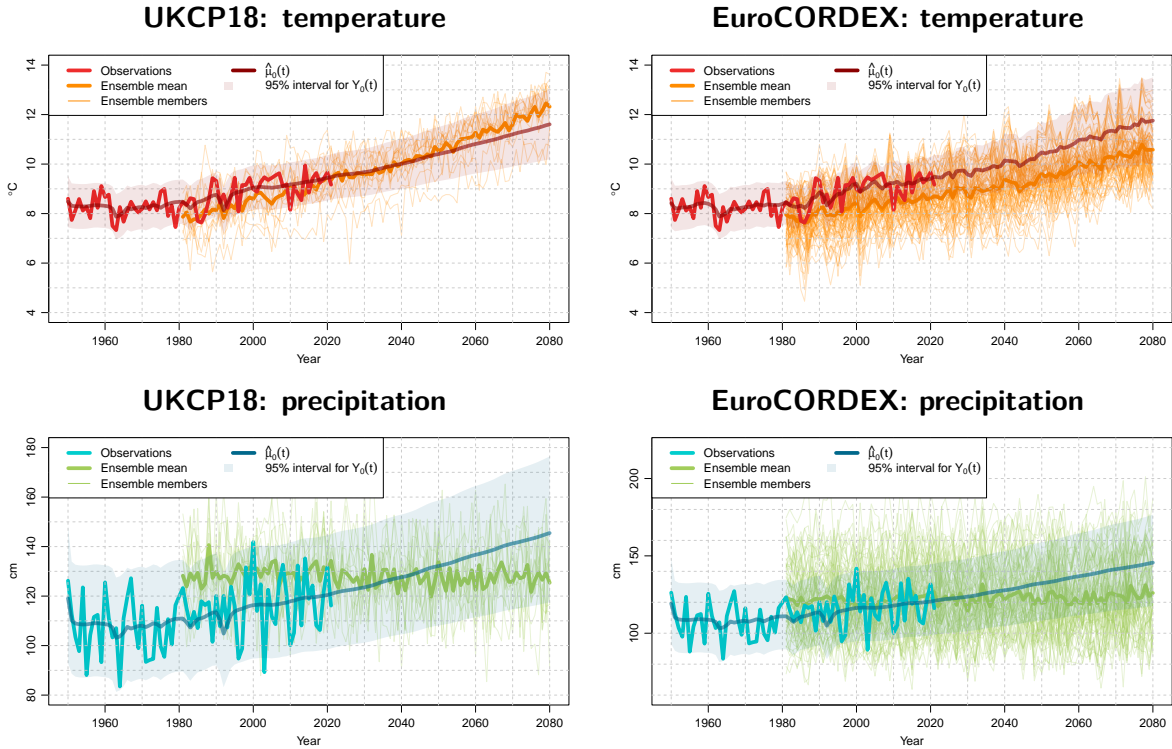 UKCP18: temperature
Observations
Ensemble mean
Ensemble members
μ̂₀(t)
95% interval for Y₀(t)
°C
4 6 8 10 12 14
1960 1980 2000 2020 2040 2060 2080
Year
EuroCORDEX: temperature
Observations
Ensemble mean
Ensemble members
μ̂₀(t)
95% interval for Y₀(t)
°C
4 6 8 10 12 14
1960 1980 2000 2020 2040 2060 2080
Year
UKCP18: precipitation
Observations
Ensemble mean
Ensemble members
μ̂₀(t)
95% interval for Y₀(t)
cm
80 100 120 140 160 180
1960 1980 2000 2020 2040 2060 2080
Year
EuroCORDEX: precipitation
Observations
Ensemble mean
Ensemble members
μ̂₀(t)
95% interval for Y₀(t)
cm
100 150 200
1960 1980 2000 2020 2040 2060 2080
Year